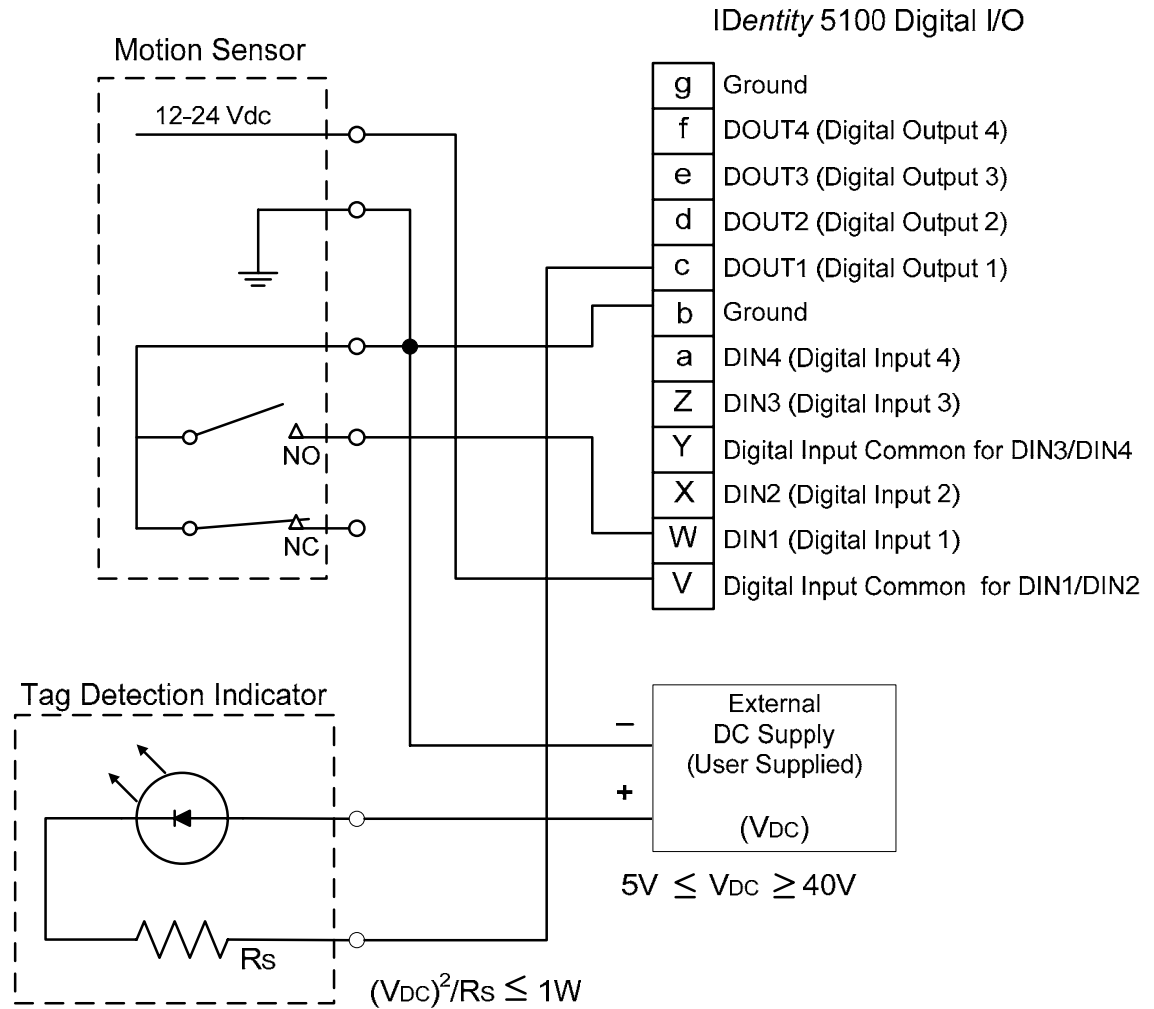 IDentity 5100 Digital I/O
Motion Sensor
12-24 Vdc
NO
NC
g Ground
f DOUT4 (Digital Output 4)
e DOUT3 (Digital Output 3)
d DOUT2 (Digital Output 2)
c DOUT1 (Digital Output 1)
b Ground
a DIN4 (Digital Input 4)
Z DIN3 (Digital Input 3)
Y Digital Input Common for DIN3/DIN4
X DIN2 (Digital Input 2)
W DIN1 (Digital Input 1)
V Digital Input Common for DIN1/DIN2
Tag Detection Indicator
RS
–
+
External
DC Supply
(User Supplied)
(VDC)
5V ≤ VDC ≥ 40V
(VDC)²/RS ≤ 1W